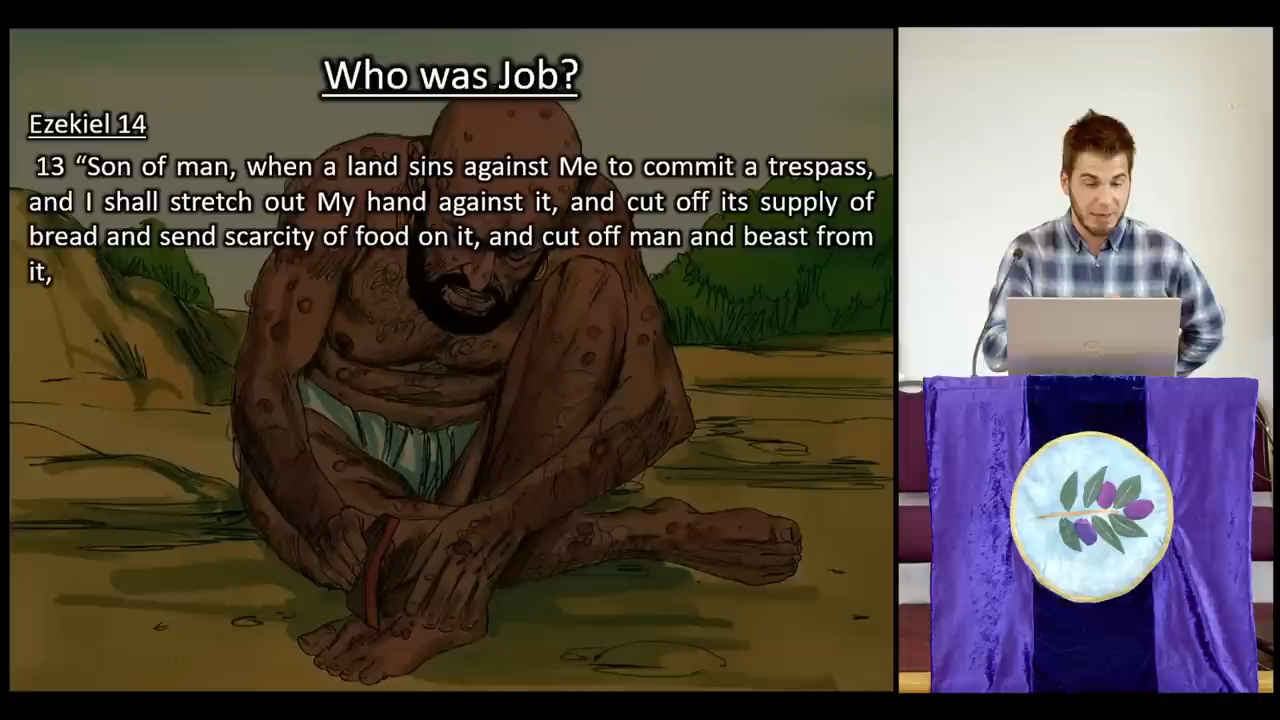 Who was Job?
Ezekiel 14
13 “Son of man, when a land sins against Me to commit a trespass,
and I shall stretch out My hand against it, and cut off its supply of
bread and send scarcity of food on it, and cut off man and beast from
it,